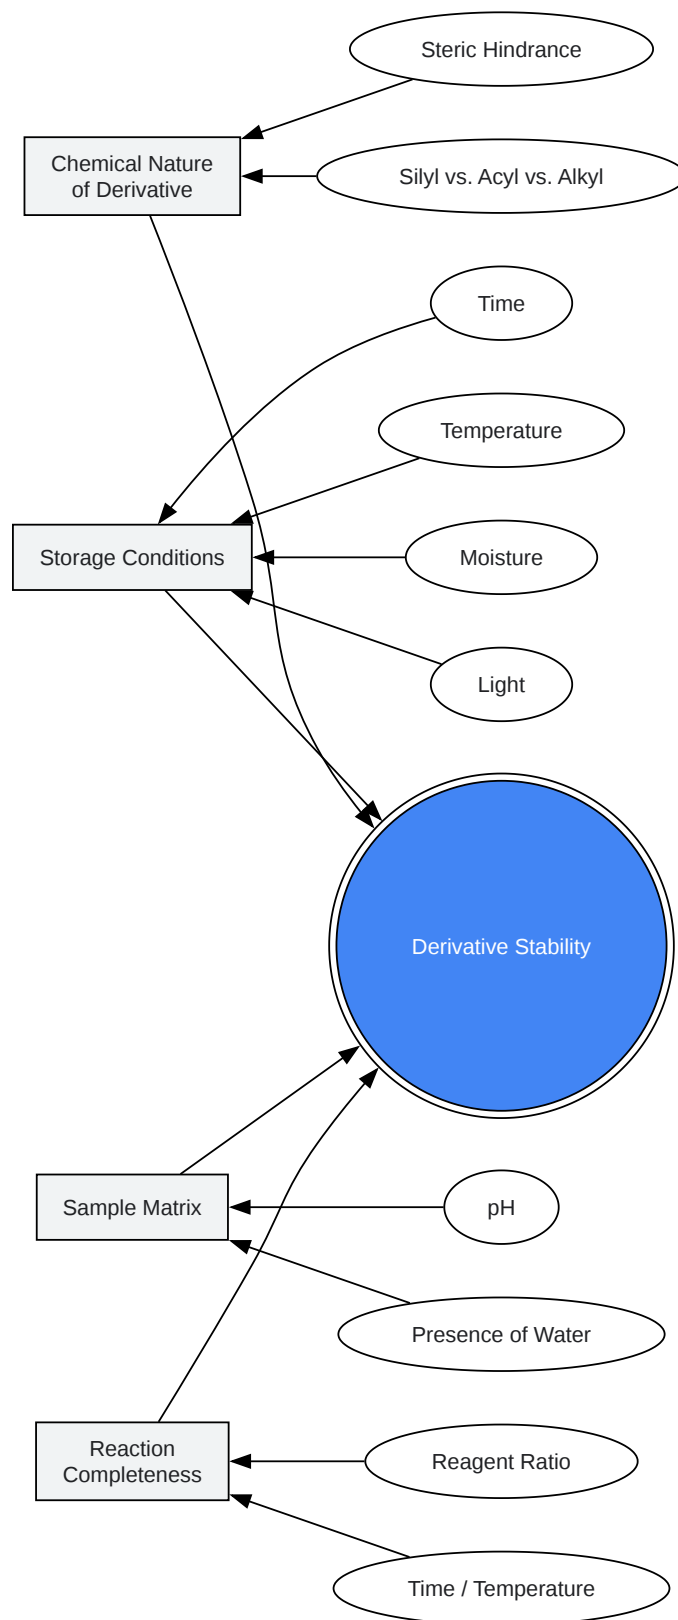 Steric Hindrance
Chemical Nature
of Derivative
Silyl vs. Acyl vs. Alkyl
Time
Temperature
Storage Conditions
Moisture
Light
Derivative Stability
Sample Matrix
pH
Presence of Water
Reaction
Completeness
Reagent Ratio
Time / Temperature